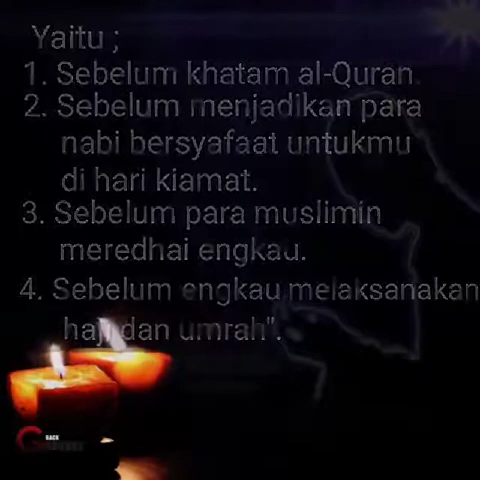 Yaitu ;
1. Sebelum khatam al-Quran.
2. Sebelum menjadikan para
nabi bersyafaat untukmu
di hari kiamat.
3. Sebelum para muslimin
meredhai engkau.
4. Sebelum engkau melaksanakan
haji dan umrah".
BACK